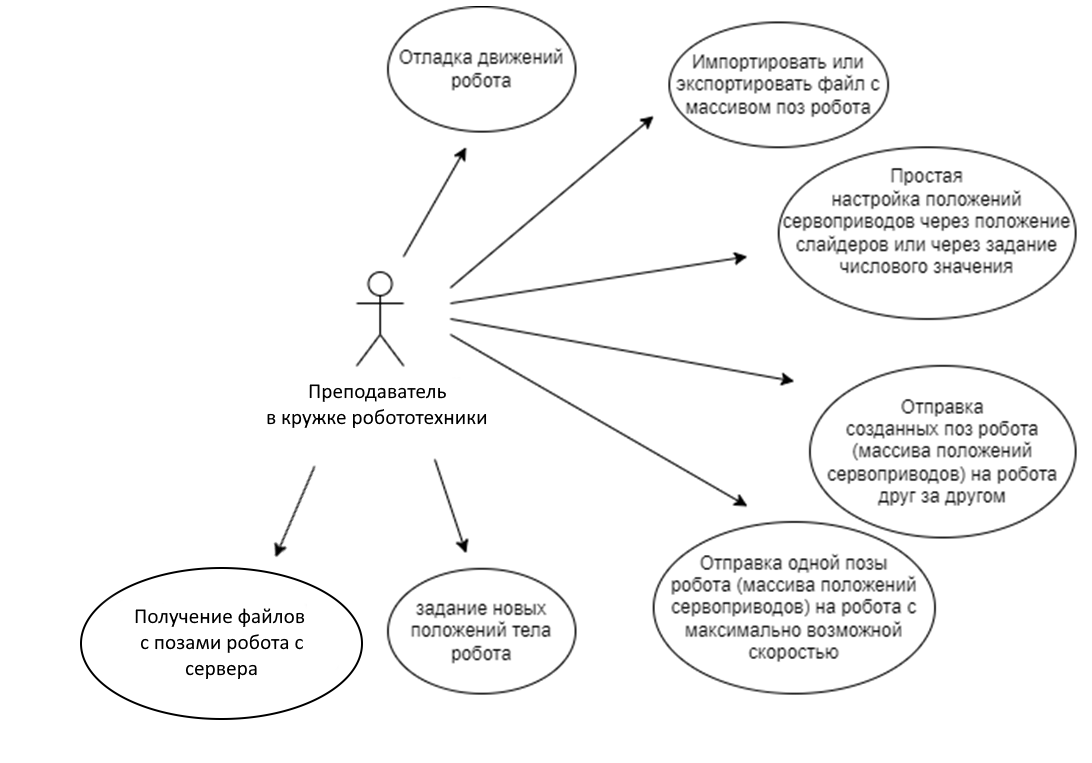 Отладка движений
робота
Импортировать или
экспортировать файл с
массивом поз робота
Простая
настройка положений
сервоприводов через положение
слайдеров или через задание
числового значения
Преподаватель
в кружке робототехники
Отправка
созданных поз робота
(массива положений
сервоприводов) на робота
друг за другом
Отправка одной позы
робота (массива положений
сервоприводов) на робота с
максимально возможной
скоростью
задание новых
положений тела
робота
Получение файлов
с позами робота с
сервера